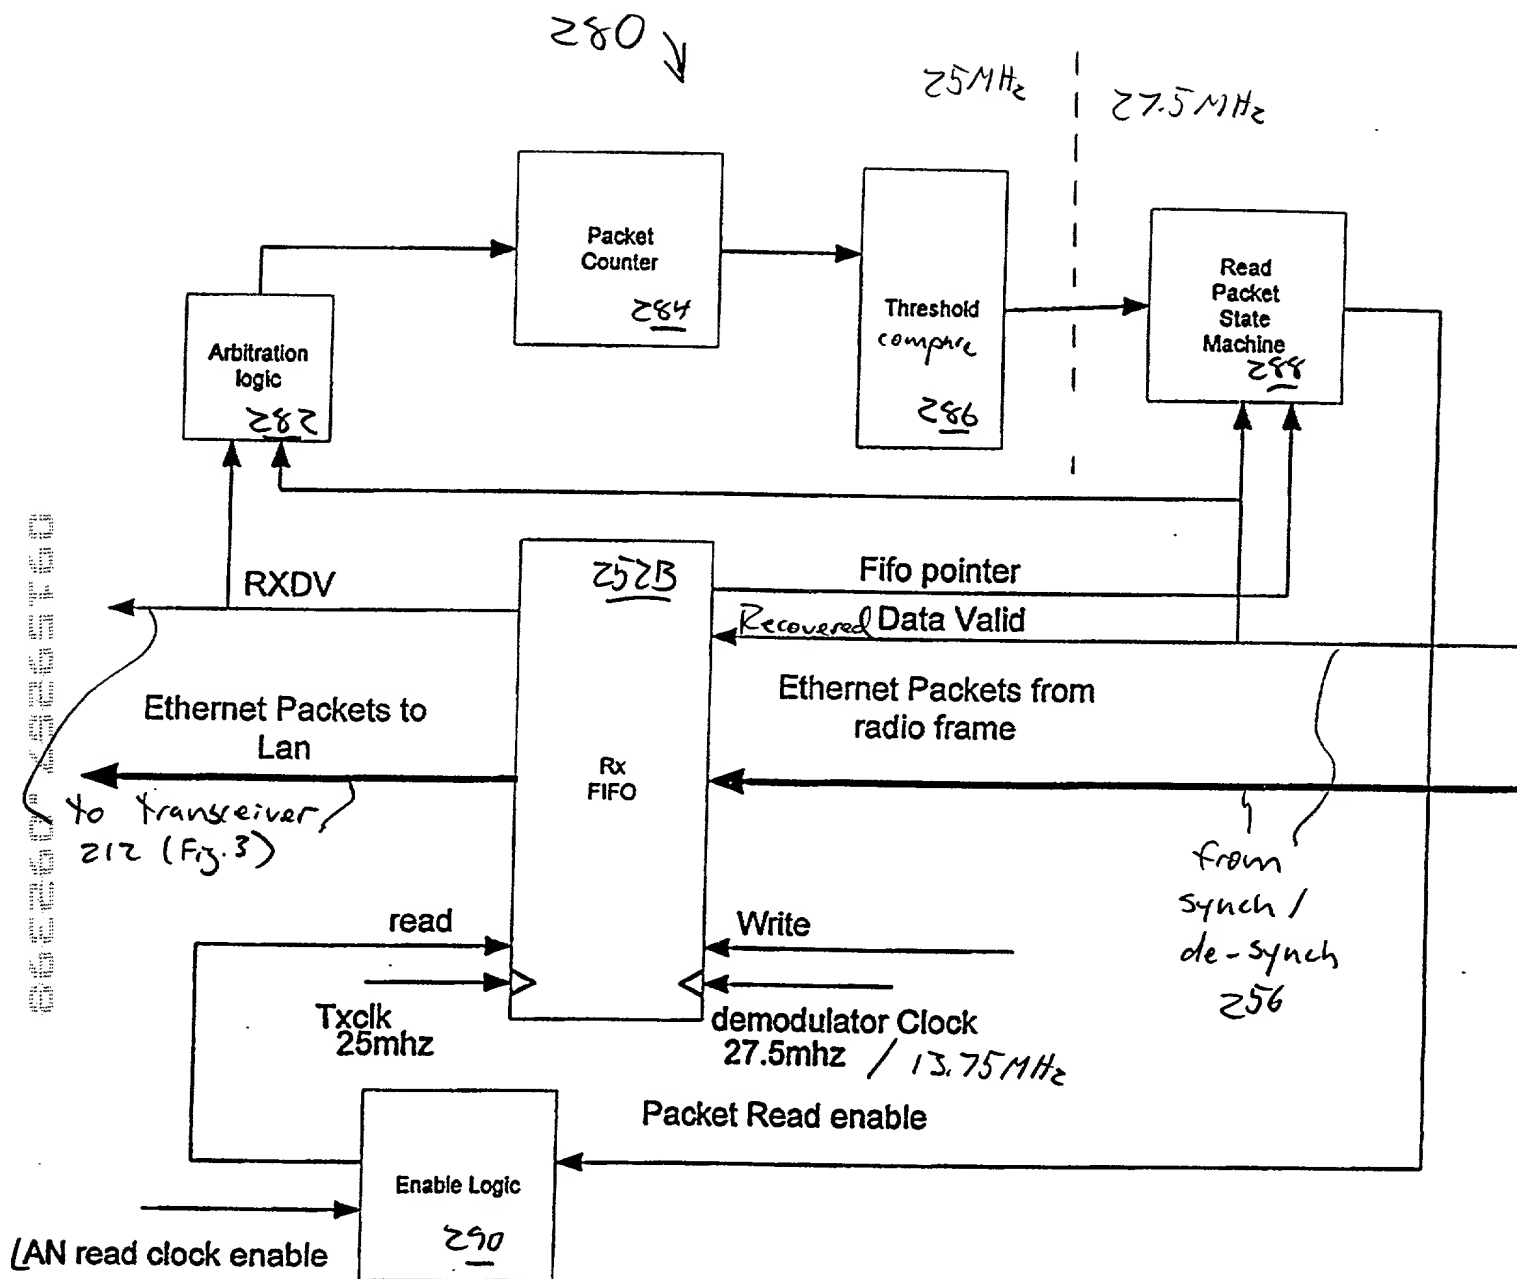 280
25MHz
27.5MHz
Packet
Counter
284
Threshold
compare
286
Read
Packet
State
Machine
288
Arbitration
logic
282
252B
RXDV
Fifo pointer
Recovered Data Valid
Ethernet Packets to
Lan
Ethernet Packets from
radio frame
Rx
FIFO
to transceiver
212 (Fig. 3)
from
synch /
de-synch
256
read
Write
Txclk
25mhz
demodulator Clock
27.5mhz / 13.75MHz
Packet Read enable
Enable Logic
290
LAN read clock enable